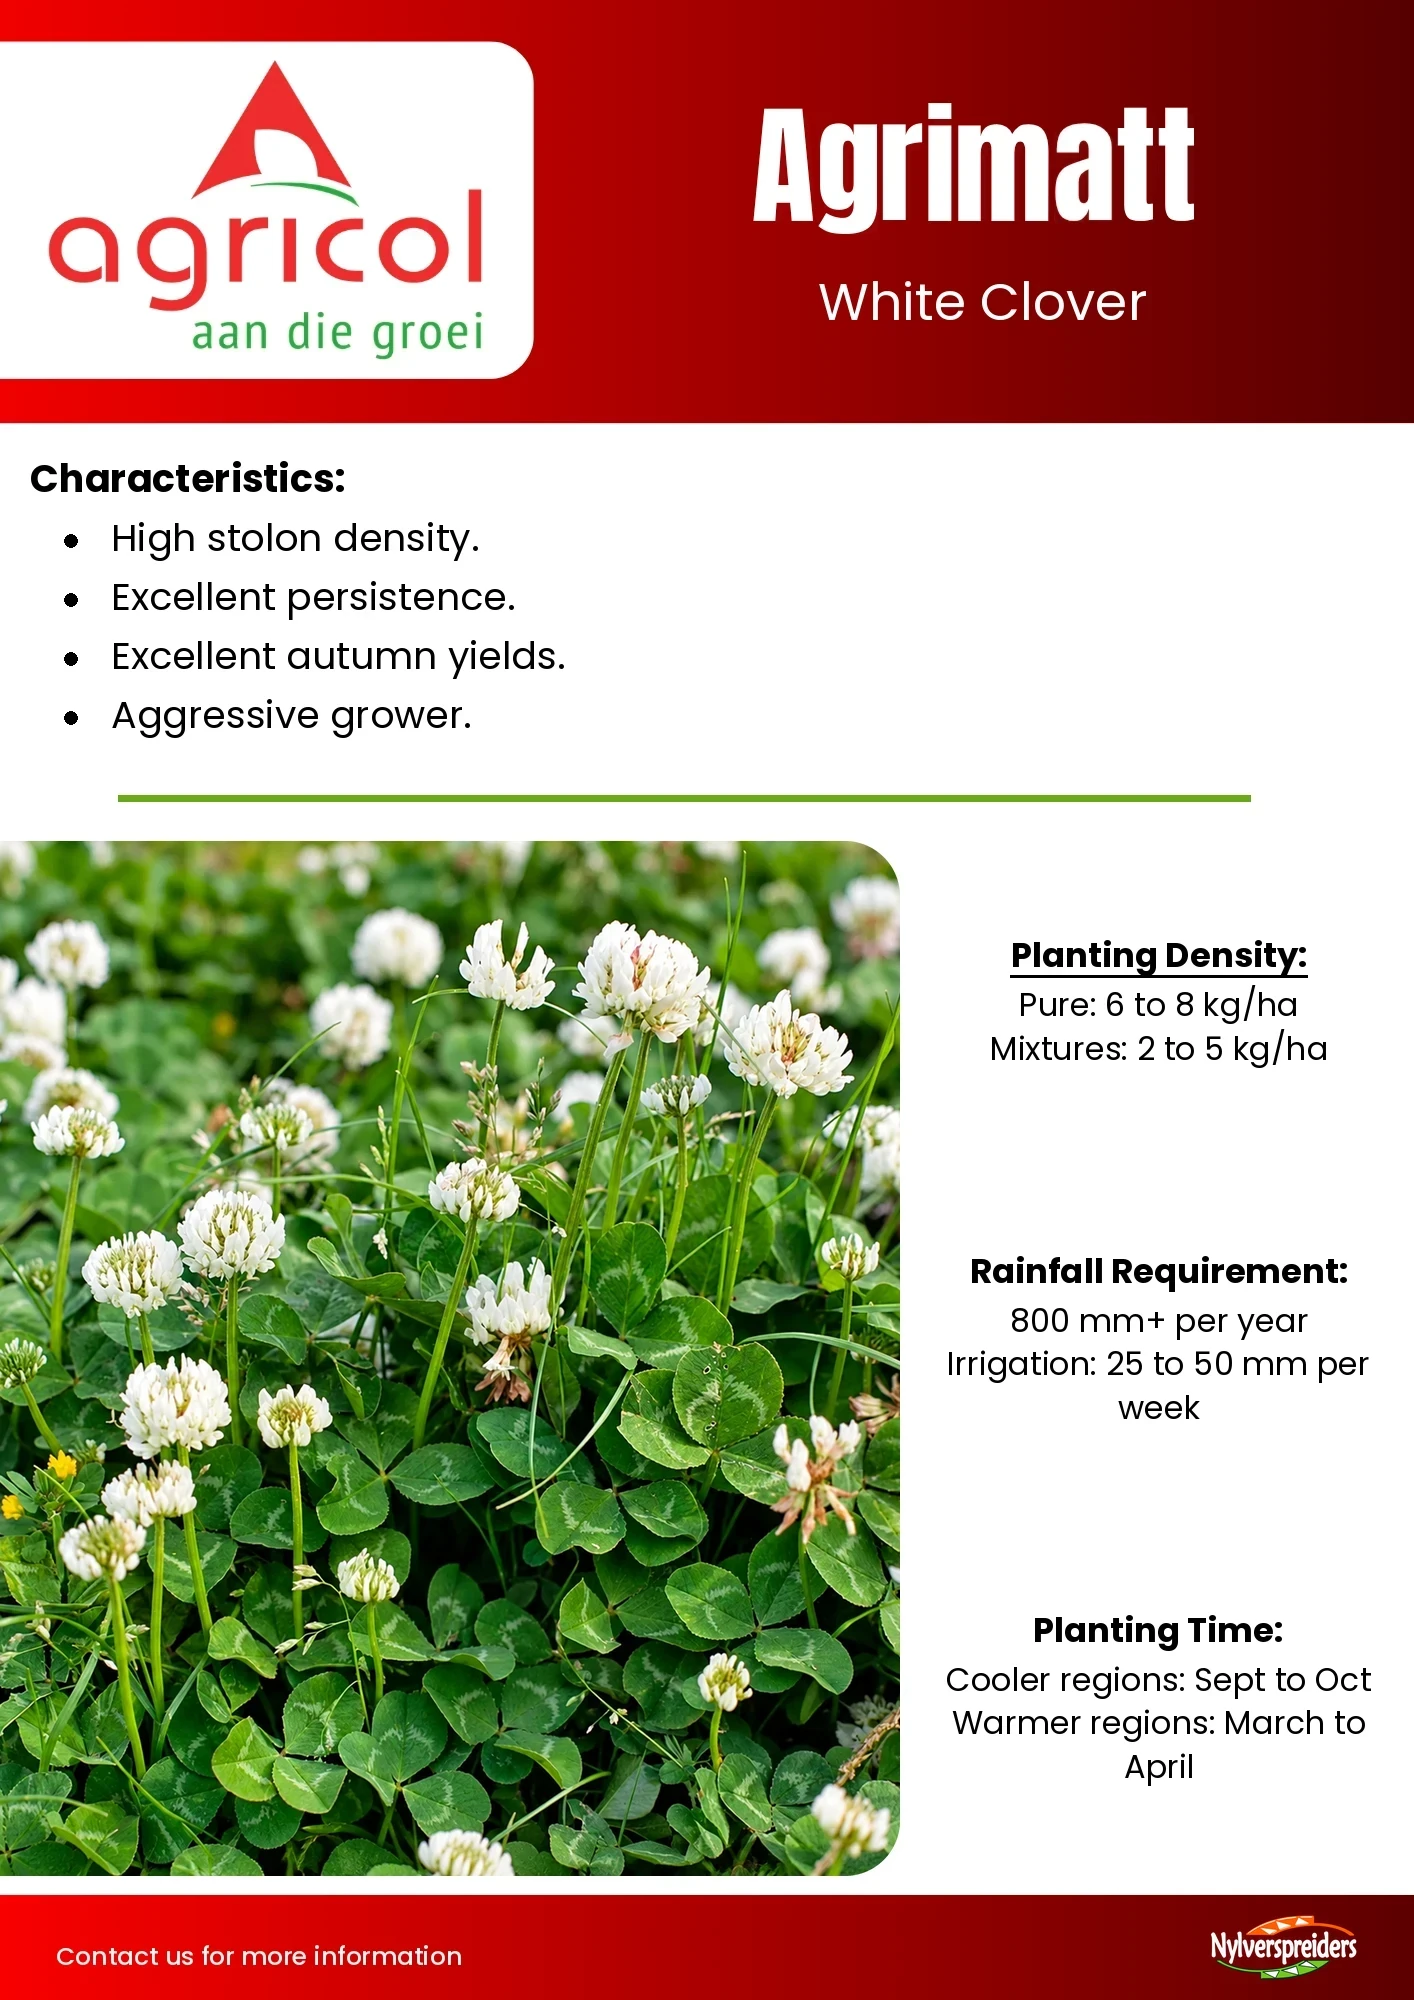 agricol
aan die groei
Agrimatt
White Clover
Characteristics:
• High stolon density.
• Excellent persistence.
• Excellent autumn yields.
• Aggressive grower.
Planting Density:
Pure: 6 to 8 kg/ha
Mixtures: 2 to 5 kg/ha
Rainfall Requirement:
800 mm+ per year
Irrigation: 25 to 50 mm per
week
Planting Time:
Cooler regions: Sept to Oct
Warmer regions: March to
April
Contact us for more information
Nylverspreiders